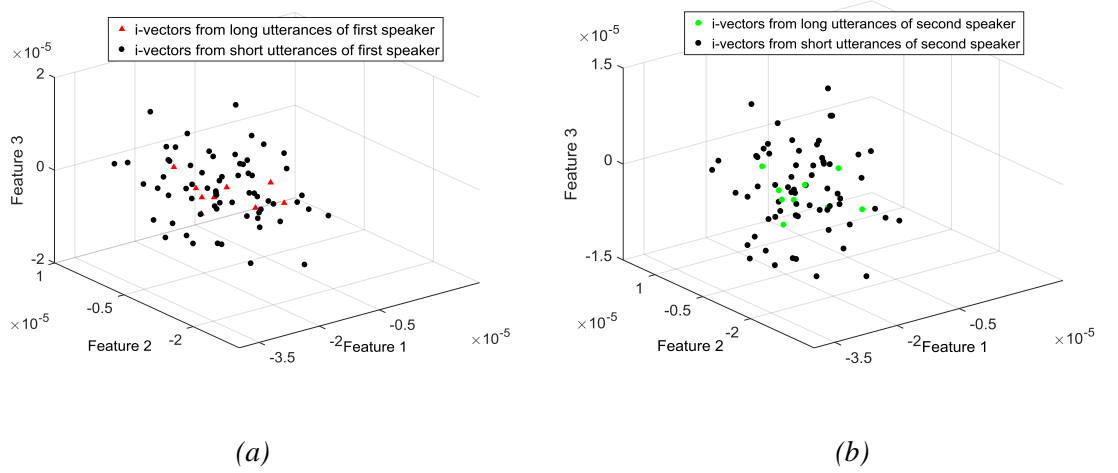 i-vectors from long utterances of first speaker
i-vectors from short utterances of first speaker
×10⁻⁵
2
0
-2
Feature 3
1
-0.5
-2
×10⁻⁵
Feature 2
-3.5
-2
-0.5
Feature 1
×10⁻⁵
(a)
i-vectors from long utterances of second speaker
i-vectors from short utterances of second speaker
×10⁻⁵
1.5
0
-1.5
Feature 3
1
-0.5
-2
×10⁻⁵
Feature 2
-3.5
-2
-0.5
Feature 1
×10⁻⁵
(b)